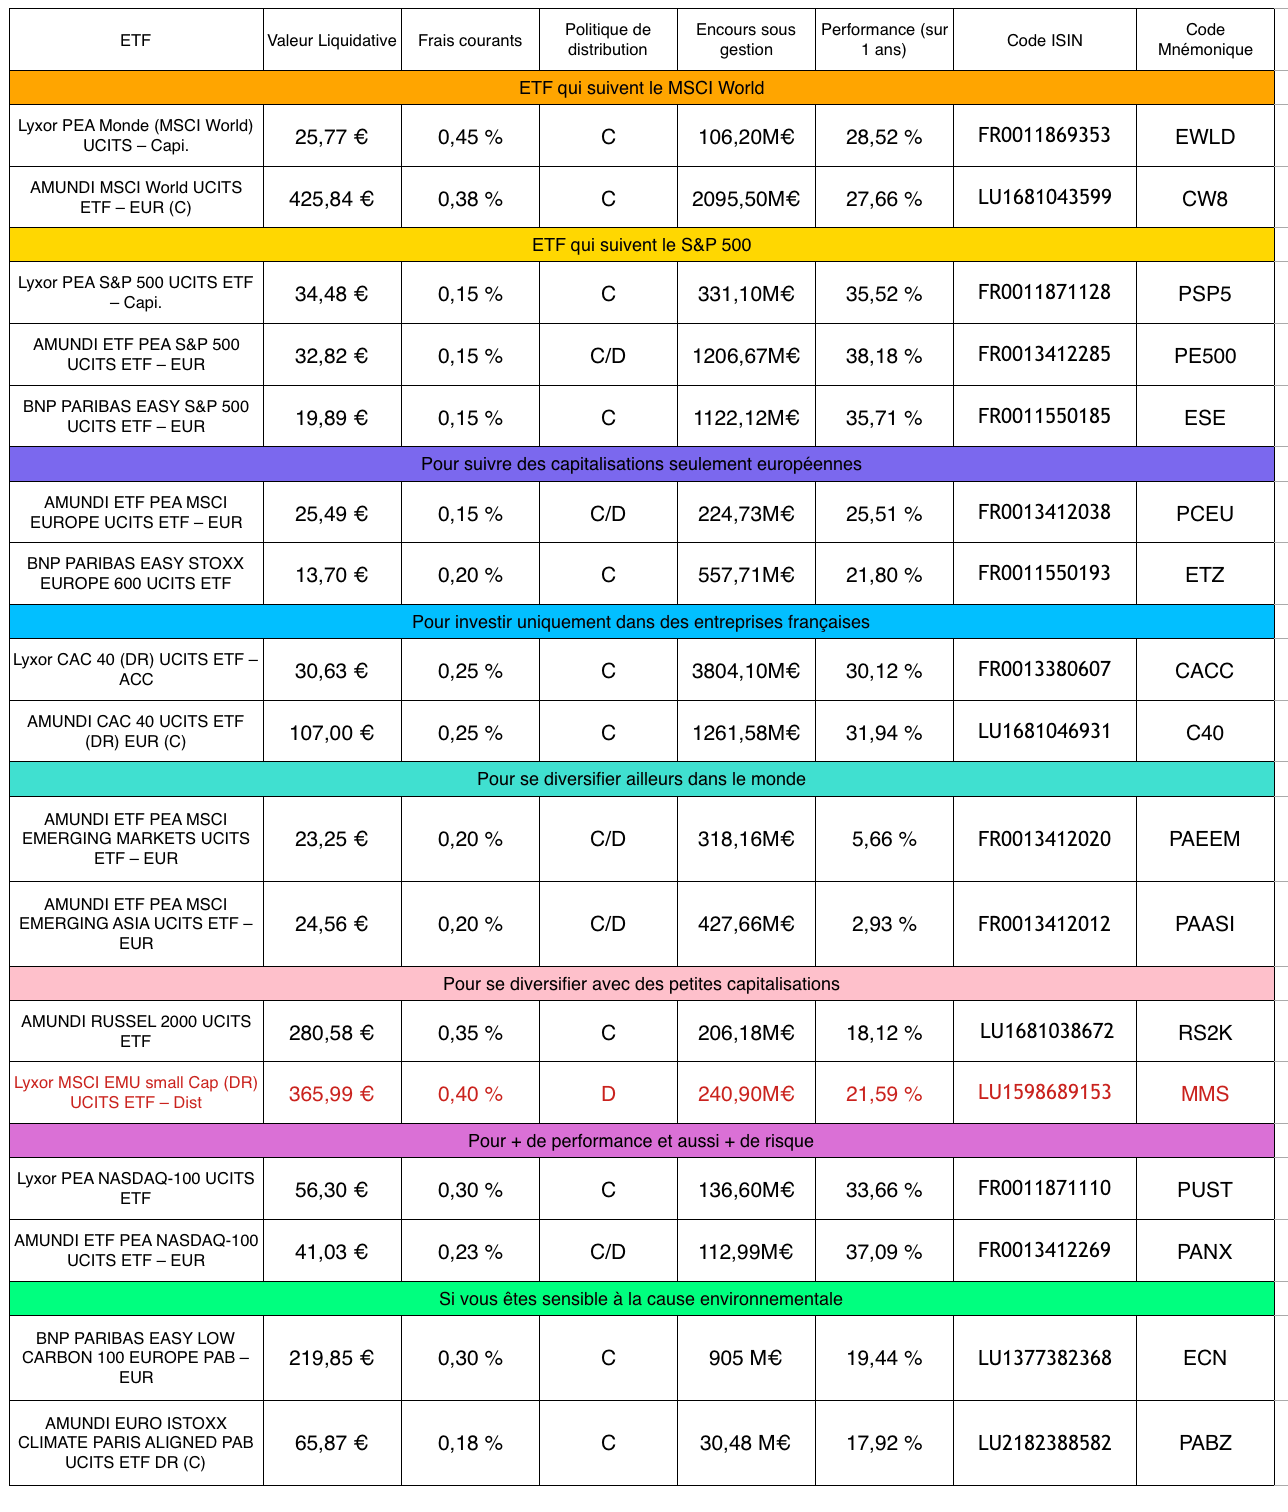 ETF Valeur Liquidative Frais courants Politique de distribution Encours sous gestion Performance (sur 1 ans) Code ISIN Code Mnémonique
ETF qui suivent le MSCI World
Lyxor PEA Monde (MSCI World) UCITS – Capi. 25,77 € 0,45 % C 106,20M€ 28,52 % FR0011869353 EWLD
AMUNDI MSCI World UCITS ETF – EUR (C) 425,84 € 0,38 % C 2095,50M€ 27,66 % LU1681043599 CW8
ETF qui suivent le S&P 500
Lyxor PEA S&P 500 UCITS ETF – Capi. 34,48 € 0,15 % C 331,10M€ 35,52 % FR0011871128 PSP5
AMUNDI ETF PEA S&P 500 UCITS ETF – EUR 32,82 € 0,15 % C/D 1206,67M€ 38,18 % FR0013412285 PE500
BNP PARIBAS EASY S&P 500 UCITS ETF – EUR 19,89 € 0,15 % C 1122,12M€ 35,71 % FR0011550185 ESE
Pour suivre des capitalisations seulement européennes
AMUNDI ETF PEA MSCI EUROPE UCITS ETF – EUR 25,49 € 0,15 % C/D 224,73M€ 25,51 % FR0013412038 PCEU
BNP PARIBAS EASY STOXX EUROPE 600 UCITS ETF 13,70 € 0,20 % C 557,71M€ 21,80 % FR0011550193 ETZ
Pour investir uniquement dans des entreprises françaises
Lyxor CAC 40 (DR) UCITS ETF – ACC 30,63 € 0,25 % C 3804,10M€ 30,12 % FR0013380607 CACC
AMUNDI CAC 40 UCITS ETF (DR) EUR (C) 107,00 € 0,25 % C 1261,58M€ 31,94 % LU1681046931 C40
Pour se diversifier ailleurs dans le monde
AMUNDI ETF PEA MSCI EMERGING MARKETS UCITS ETF – EUR 23,25 € 0,20 % C/D 318,16M€ 5,66 % FR0013412020 PAEEM
AMUNDI ETF PEA MSCI EMERGING ASIA UCITS ETF – EUR 24,56 € 0,20 % C/D 427,66M€ 2,93 % FR0013412012 PAASI
Pour se diversifier avec des petites capitalisations
AMUNDI RUSSEL 2000 UCITS ETF 280,58 € 0,35 % C 206,18M€ 18,12 % LU1681038672 RS2K
Lyxor MSCI EMU small Cap (DR) UCITS ETF – Dist 365,99 € 0,40 % D 240,90M€ 21,59 % LU1598689153 MMS
Pour + de performance et aussi + de risque
Lyxor PEA NASDAQ-100 UCITS ETF 56,30 € 0,30 % C 136,60M€ 33,66 % FR0011871110 PUST
AMUNDI ETF PEA NASDAQ-100 UCITS ETF – EUR 41,03 € 0,23 % C/D 112,99M€ 37,09 % FR0013412269 PANX
Si vous êtes sensible à la cause environnementale
BNP PARIBAS EASY LOW CARBON 100 EUROPE PAB – EUR 219,85 € 0,30 % C 905 M€ 19,44 % LU1377382368 ECN
AMUNDI EURO ISTOXX CLIMATE PARIS ALIGNED PAB UCITS ETF DR (C) 65,87 € 0,18 % C 30,48 M€ 17,92 % LU2182388582 PABZ